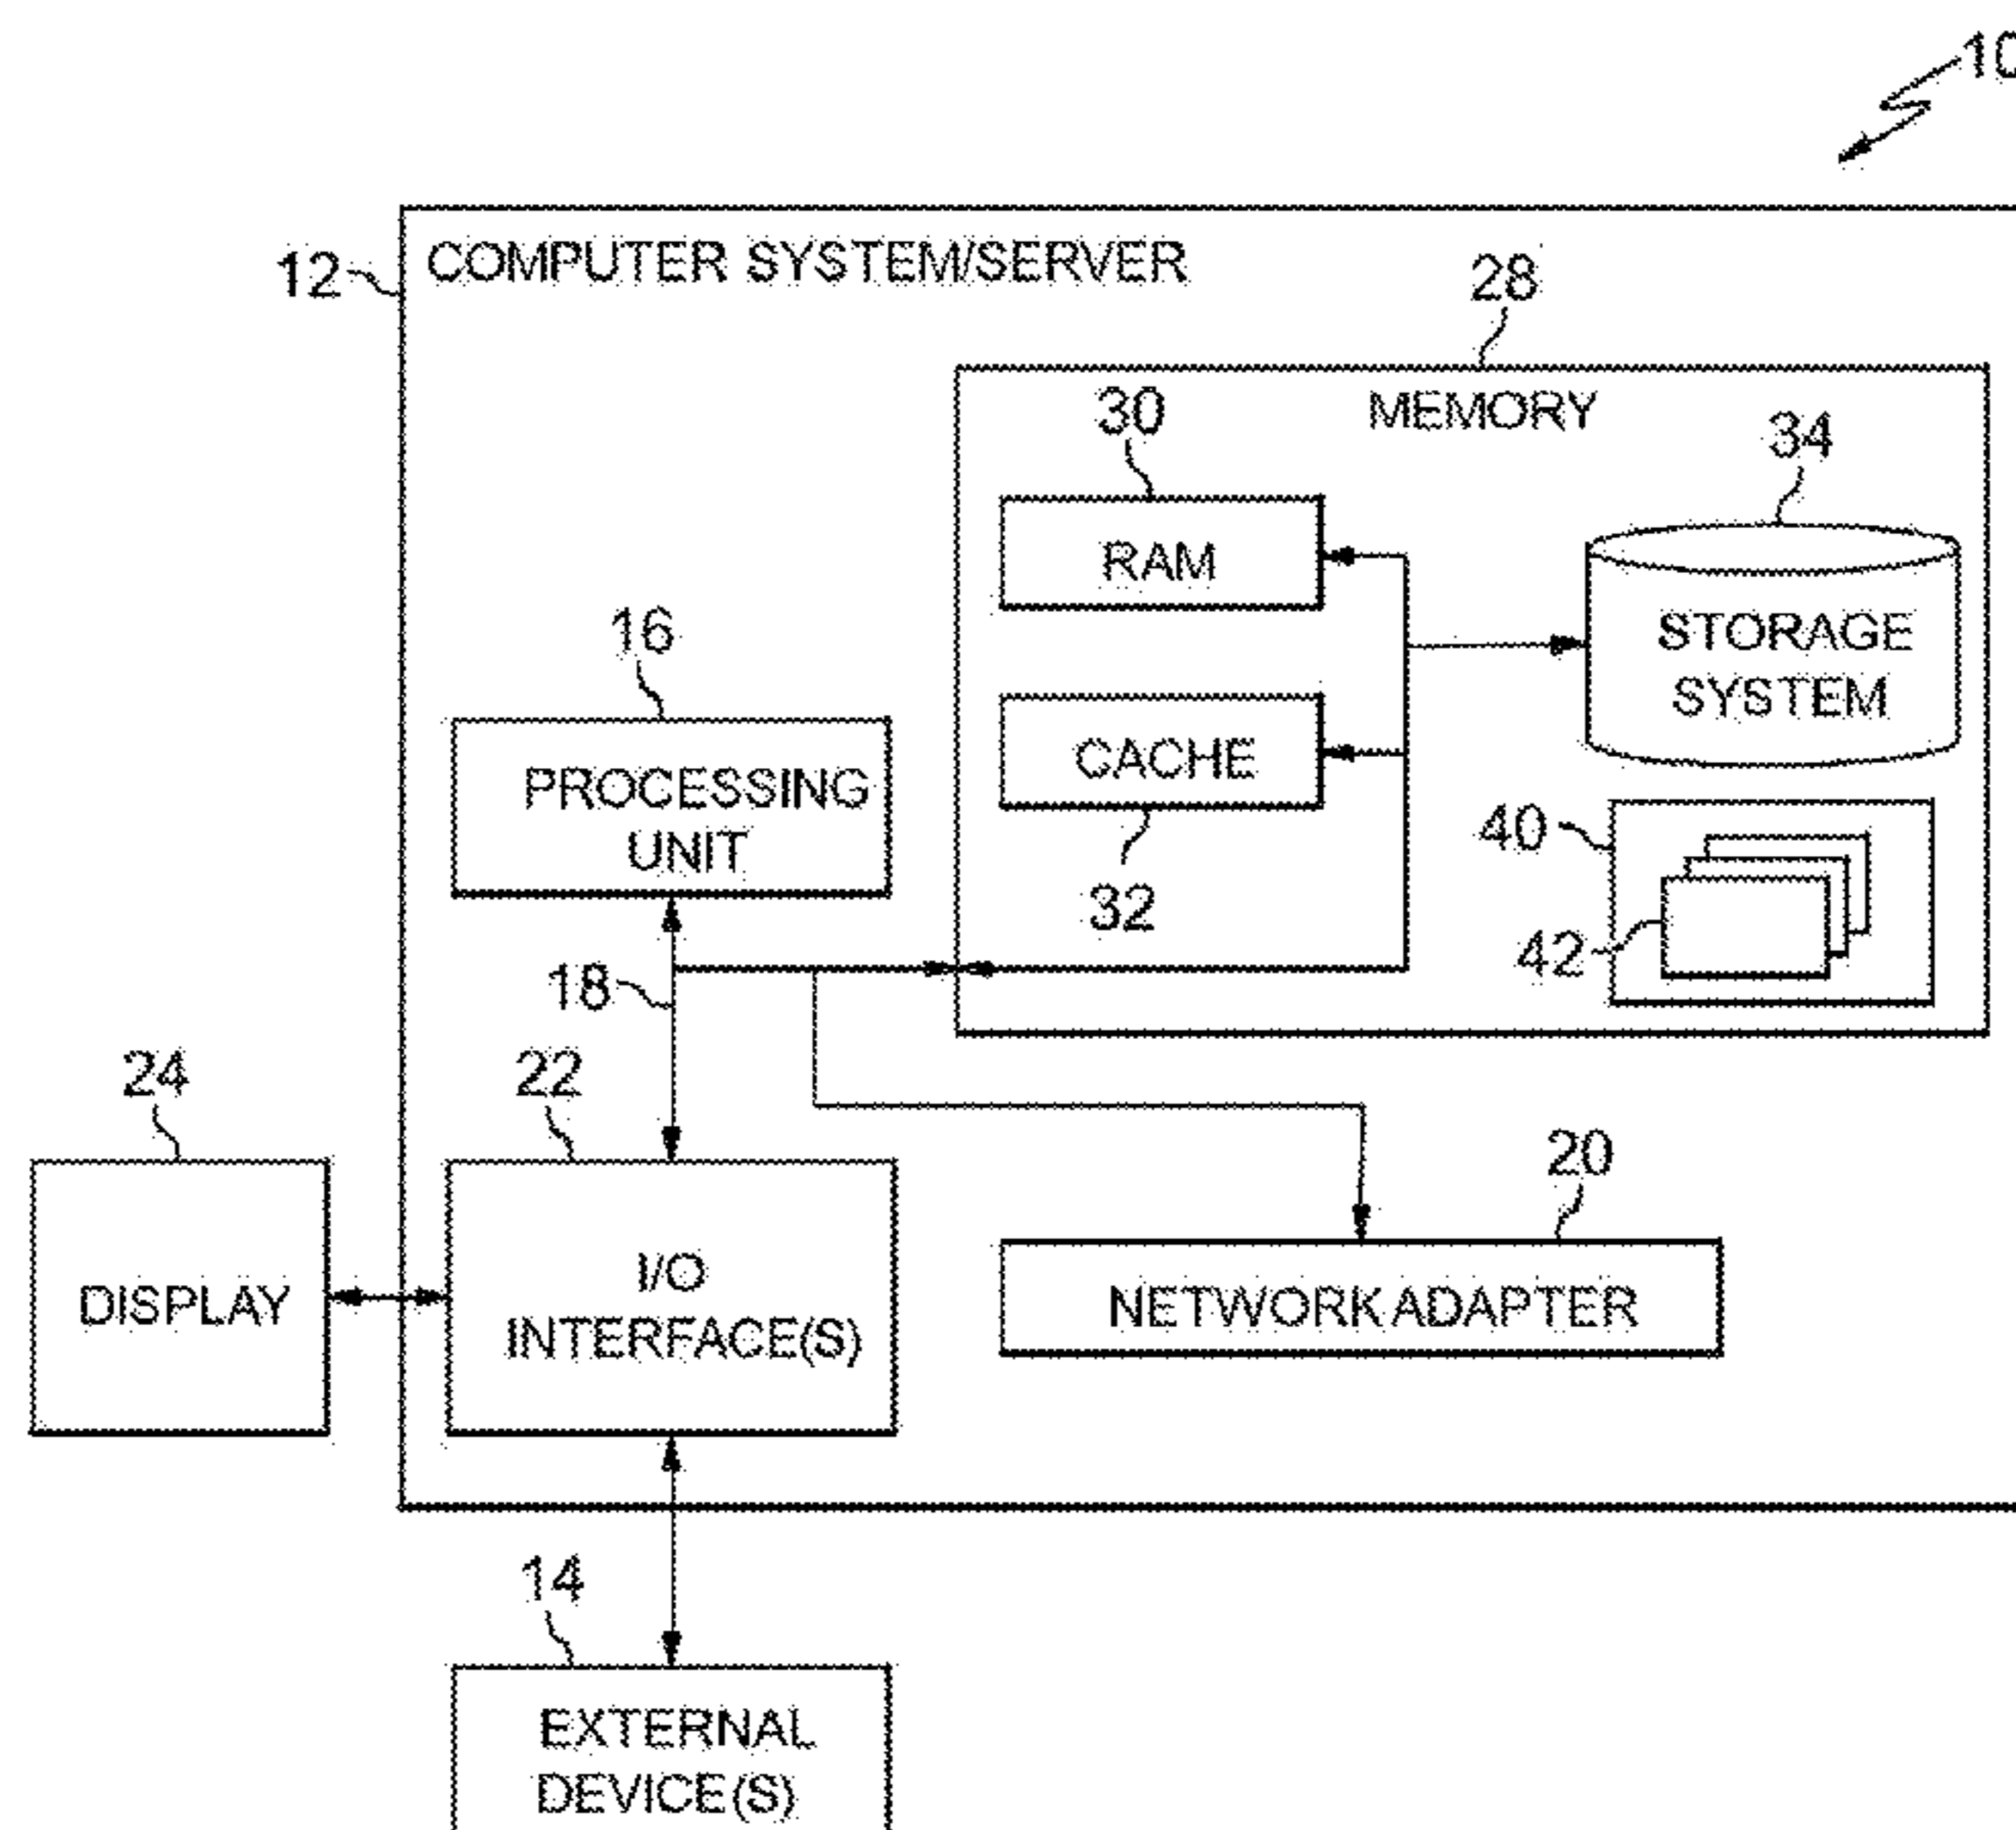 10
12
COMPUTER SYSTEM/SERVER
28
MEMORY
30
34
RAM
STORAGE
SYSTEM
16
CACHE
PROCESSING
UNIT
40
32
42
18
24
22
20
DISPLAY
I/O
INTERFACE(S)
NETWORK ADAPTER
14
EXTERNAL
DEVICE(S)